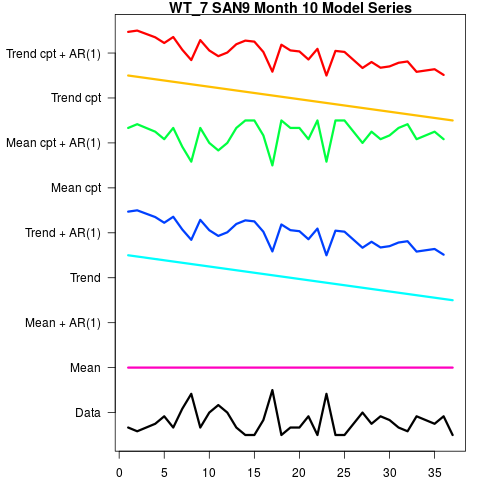 WT_7 SAN9 Month 10 Model Series
Trend cpt + AR(1)
Trend cpt
Mean cpt + AR(1)
Mean cpt
Trend + AR(1)
Trend
Mean + AR(1)
Mean
Data
0 5 10 15 20 25 30 35